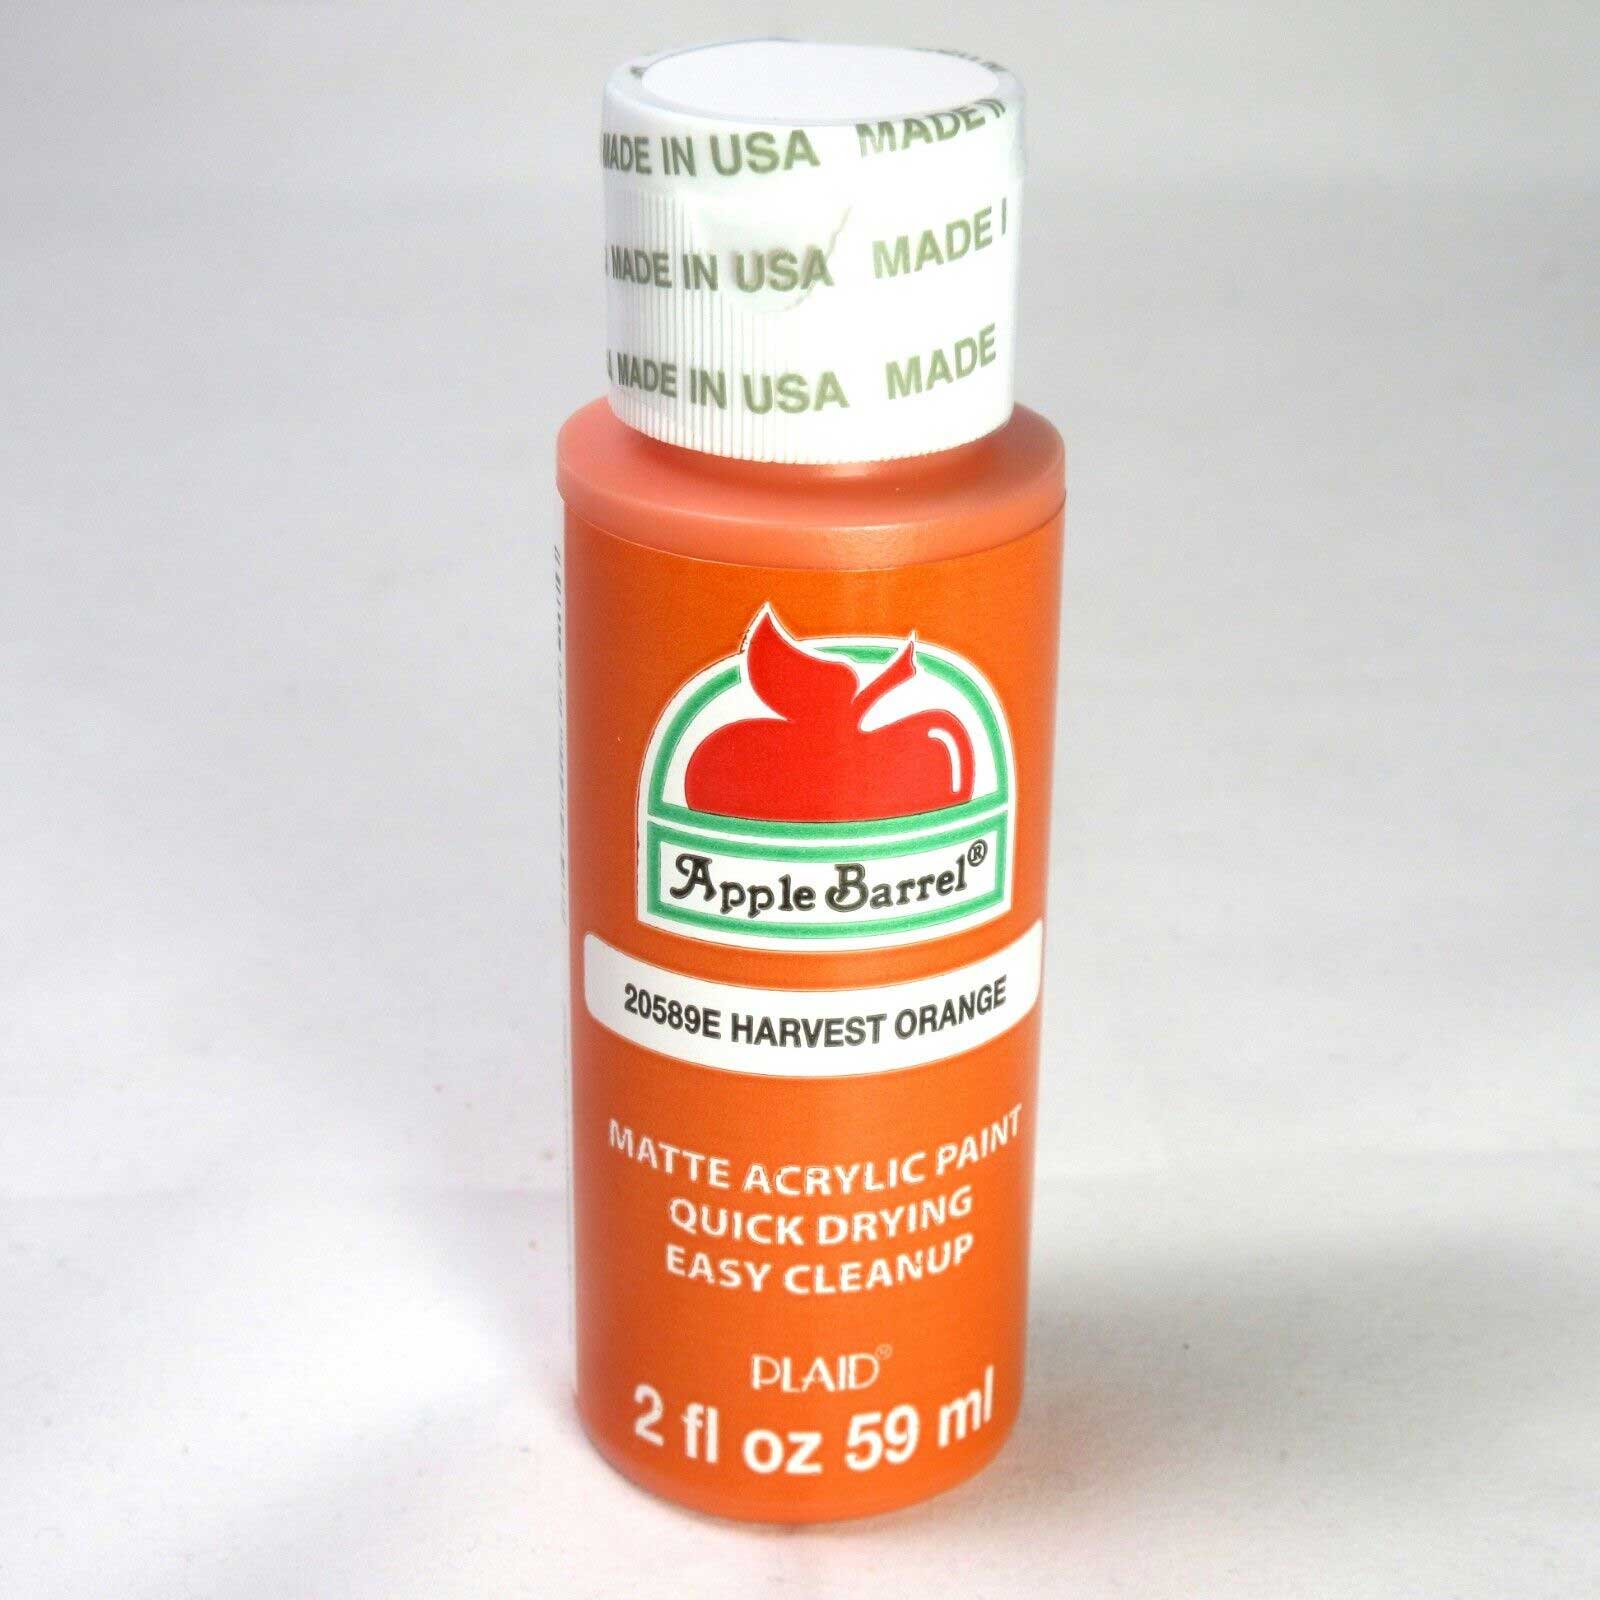 MADE IN USA MADE
MADE IN USA MADE
MADE IN USA MADE
Apple Barrel®
20589E HARVEST ORANGE
MATTE ACRYLIC PAINT
QUICK DRYING
EASY CLEANUP
PLAID®
2 fl oz 59 ml